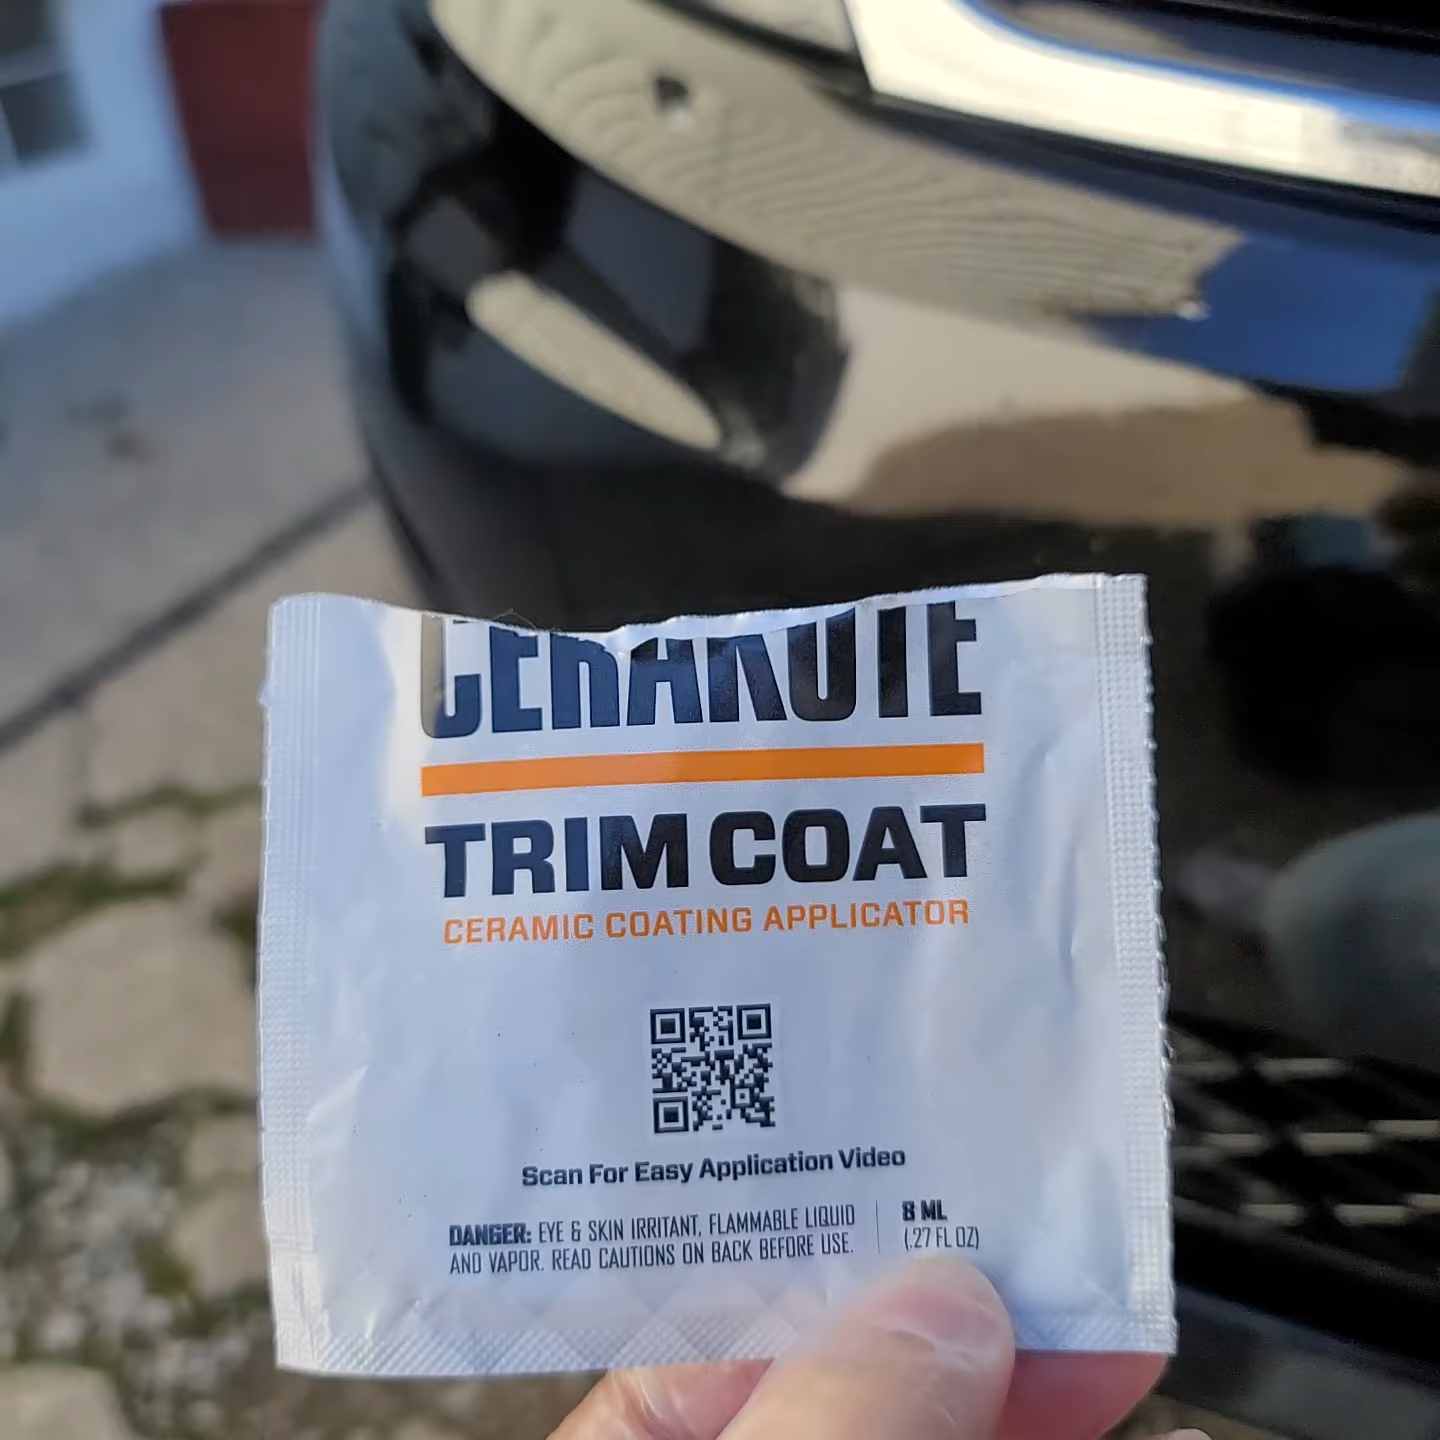 CERAKOTE
TRIM COAT
CERAMIC COATING APPLICATOR
Scan For Easy Application Video
DANGER: EYE & SKIN IRRITANT, FLAMMABLE LIQUID
AND VAPOR. READ CAUTIONS ON BACK BEFORE USE.
8 ML
(.27 FL OZ)